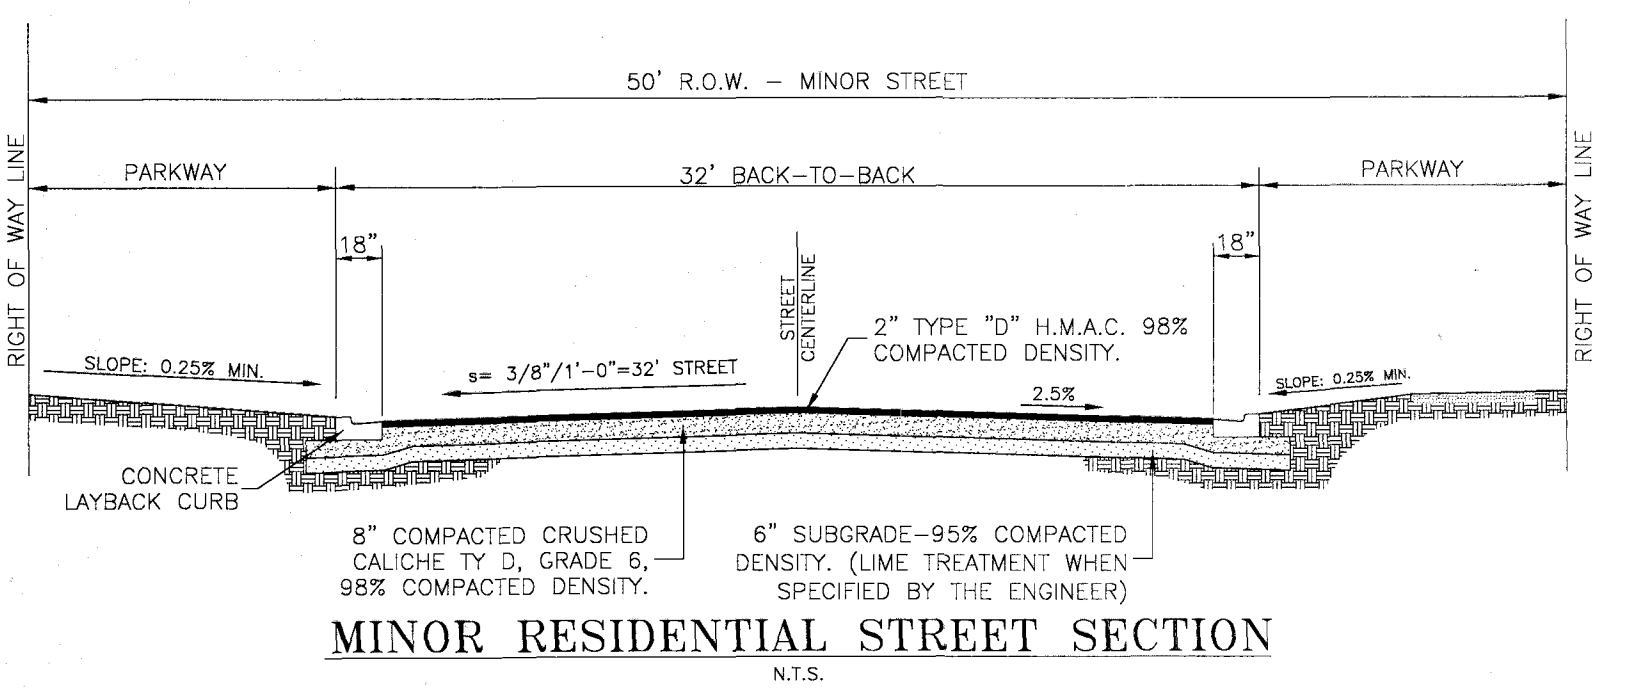 50' R.O.W. – MINOR STREET
RIGHT OF WAY LINE
PARKWAY
32' BACK–TO–BACK
PARKWAY
RIGHT OF WAY LINE
18"
18"
STREET
CENTERLINE
2" TYPE "D" H.M.A.C. 98%
COMPACTED DENSITY.
SLOPE: 0.25% MIN.
s= 3/8"/1'–0"=32' STREET
2.5%
SLOPE: 0.25% MIN.
CONCRETE
LAYBACK CURB
8" COMPACTED CRUSHED
CALICHE TY D, GRADE 6,
98% COMPACTED DENSITY.
6" SUBGRADE–95% COMPACTED
DENSITY. (LIME TREATMENT WHEN
SPECIFIED BY THE ENGINEER)
MINOR RESIDENTIAL STREET SECTION
N.T.S.